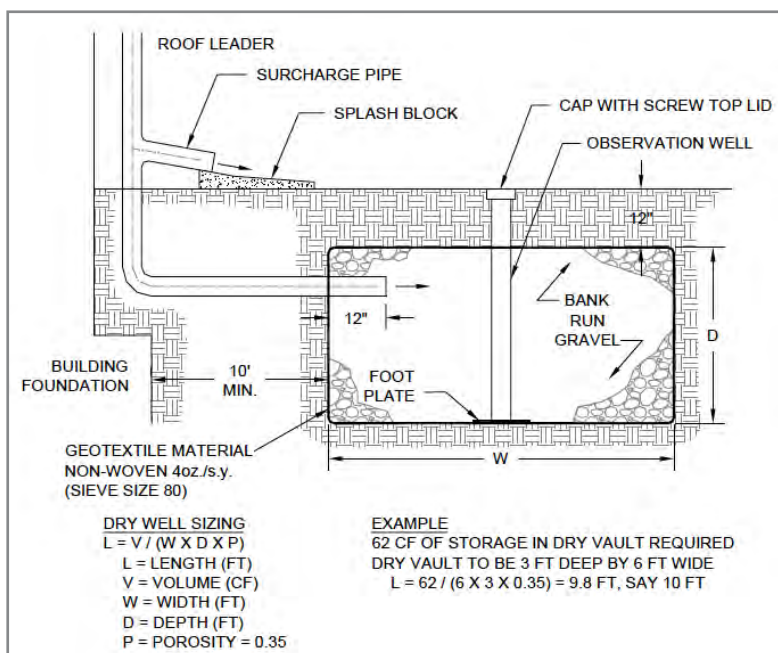 ROOF LEADER
SURCHARGE PIPE
SPLASH BLOCK
CAP WITH SCREW TOP LID
OBSERVATION WELL
12"
12"
BANK
RUN
GRAVEL
D
BUILDING
FOUNDATION
10'
MIN.
FOOT
PLATE
GEOTEXTILE MATERIAL
NON-WOVEN 4oz./s.y.
(SIEVE SIZE 80)
W
DRY WELL SIZING
L = V / (W X D X P)
L = LENGTH (FT)
V = VOLUME (CF)
W = WIDTH (FT)
D = DEPTH (FT)
P = POROSITY = 0.35
EXAMPLE
62 CF OF STORAGE IN DRY VAULT REQUIRED
DRY VAULT TO BE 3 FT DEEP BY 6 FT WIDE
L = 62 / (6 X 3 X 0.35) = 9.8 FT, SAY 10 FT